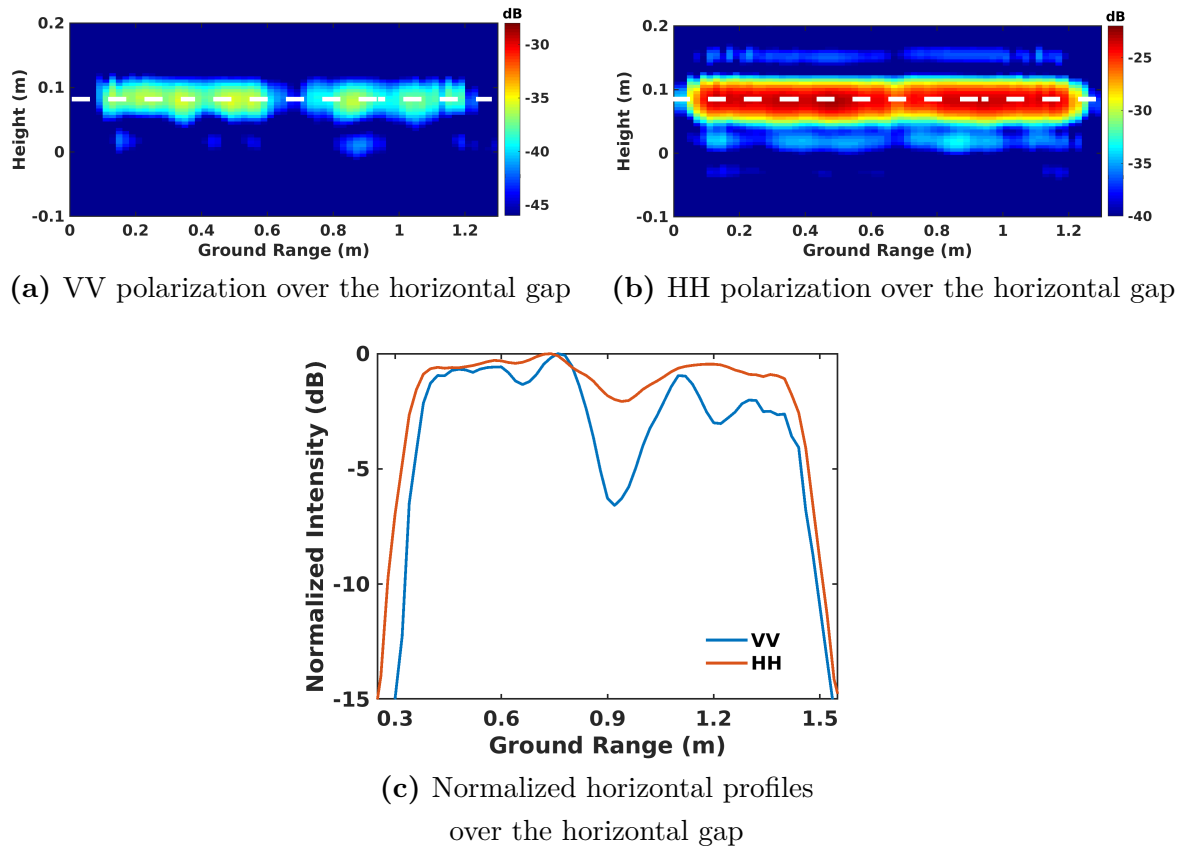 dB
0.2
0.1
0
-0.1
Height (m)
-30
-35
-40
-45
0 0.2 0.4 0.6 0.8 1 1.2
Ground Range (m)
(a) VV polarization over the horizontal gap
dB
0.2
0.1
0
-0.1
Height (m)
-25
-30
-35
-40
0 0.2 0.4 0.6 0.8 1 1.2
Ground Range (m)
(b) HH polarization over the horizontal gap
0
-5
-10
-15
Normalized Intensity (dB)
VV
HH
0.3 0.6 0.9 1.2 1.5
Ground Range (m)
(c) Normalized horizontal profiles
over the horizontal gap